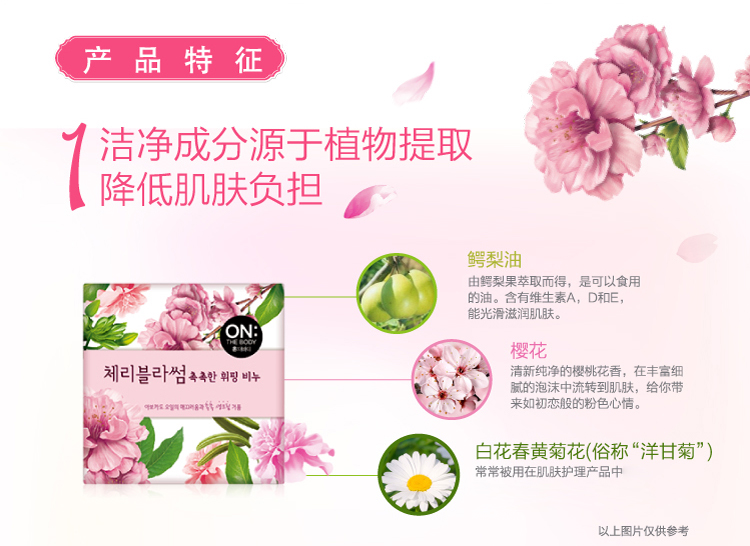 产品特征
1 洁净成分源于植物提取
降低肌肤负担
鳄梨油
由鳄梨果萃取而得，是可以食用
的油。含有维生素A，D和E，
能光滑滋润肌肤。
ON:
THE BODY
체리블라썸 촉촉한 휘핑 비누
樱花
清新纯净的樱桃花香，在丰富细
腻的泡沫中流转到肌肤，给你带
来如初恋般的粉色心情。
白花春黄菊花(俗称“洋甘菊”)
常常被用在肌肤护理产品中
以上图片仅供参考